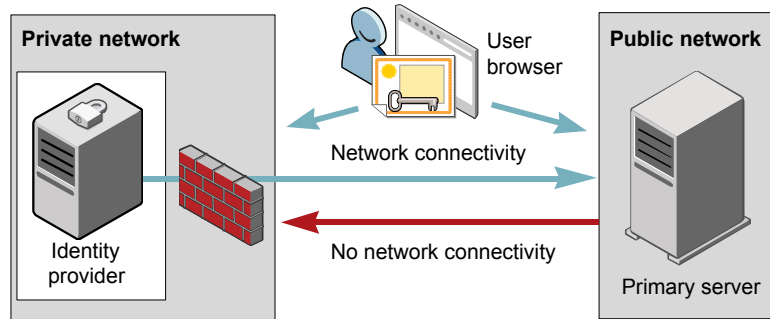 Private network
User
browser
Public network
Network connectivity
Identity
provider
No network connectivity
Primary server